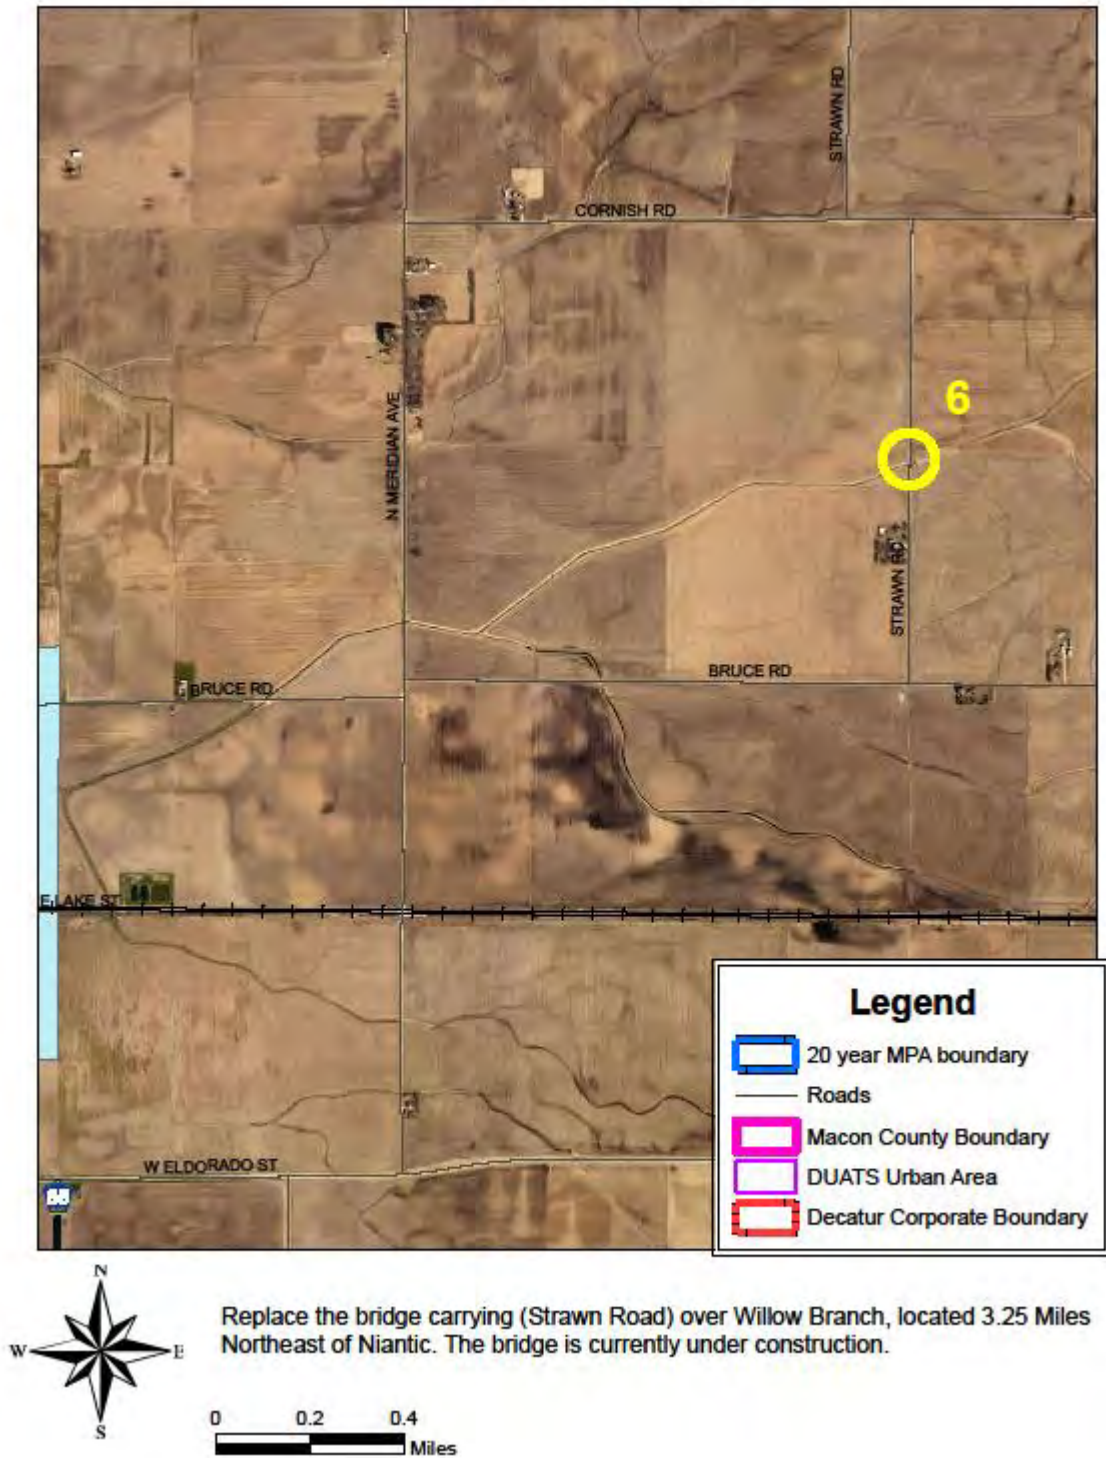 STRAWN RD
CORNISH RD
N MERIDIAN AVE
6
STRAWN RD
BRUCE RD
BRUCE RD
E LAKE ST
W ELDORADO ST
Legend
20 year MPA boundary
Roads
Macon County Boundary
DUATS Urban Area
Decatur Corporate Boundary
N
W E
S
Replace the bridge carrying (Strawn Road) over Willow Branch, located 3.25 Miles
Northeast of Niantic. The bridge is currently under construction.
0 0.2 0.4
Miles